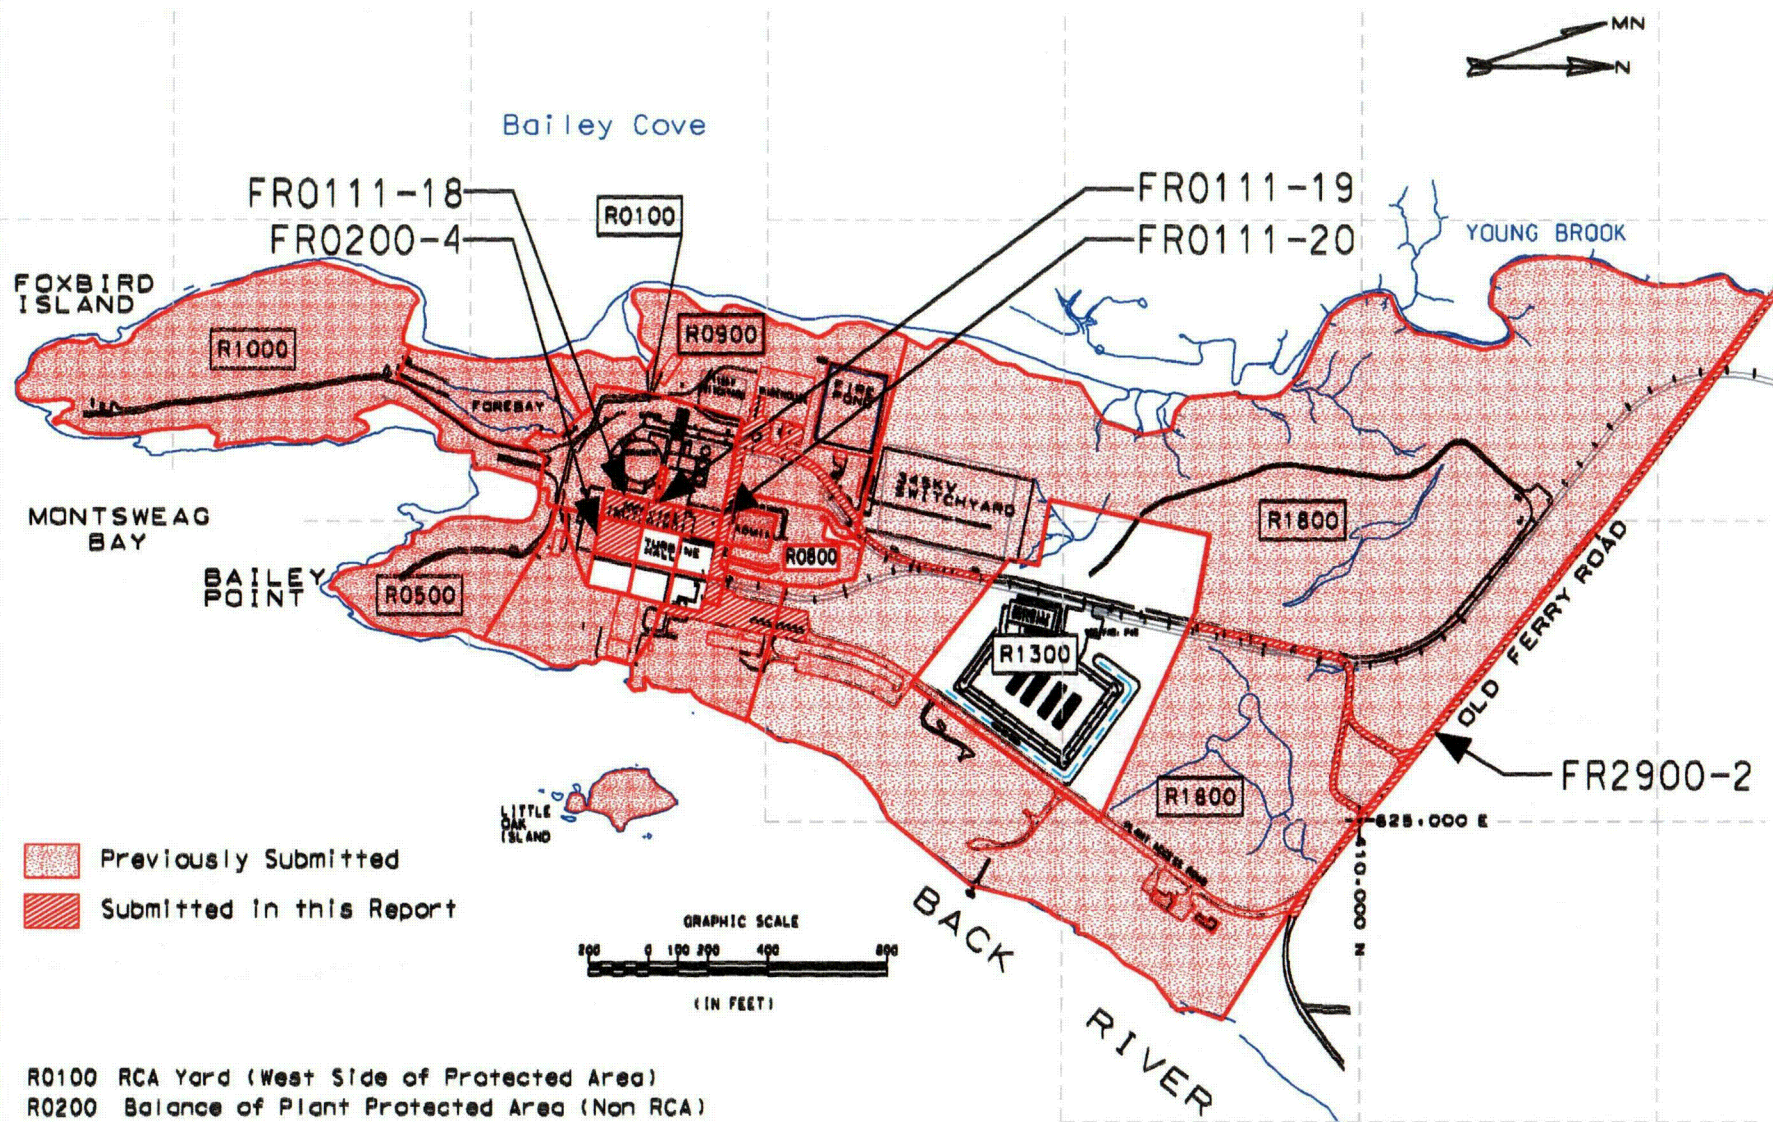 MN
N
Bailey Cove
FR0111-18
FR0200-4
R0100
FR0111-19
FR0111-20
YOUNG BROOK
FOXBIRD
ISLAND
R1000
R0900
FIRE
POND
FOREBAY
345KV
SWITCHYARD
R1800
MONTSWEAG
BAY
ADMIN
TURBINE
HALL
R0800
BAILEY
POINT
R0500
R1300
OLD FERRY ROAD
FR2900-2
R1800
625.000 E
410.000 N
LITTLE
OAK
ISLAND
PLANT ACCESS ROAD
Previously Submitted
Submitted in this Report
BACK
RIVER
GRAPHIC SCALE
200 0 100 200 400 800
(IN FEET)
R0100 RCA Yard (West Side of Protected Area)
R0200 Balance of Plant Protected Area (Non RCA)